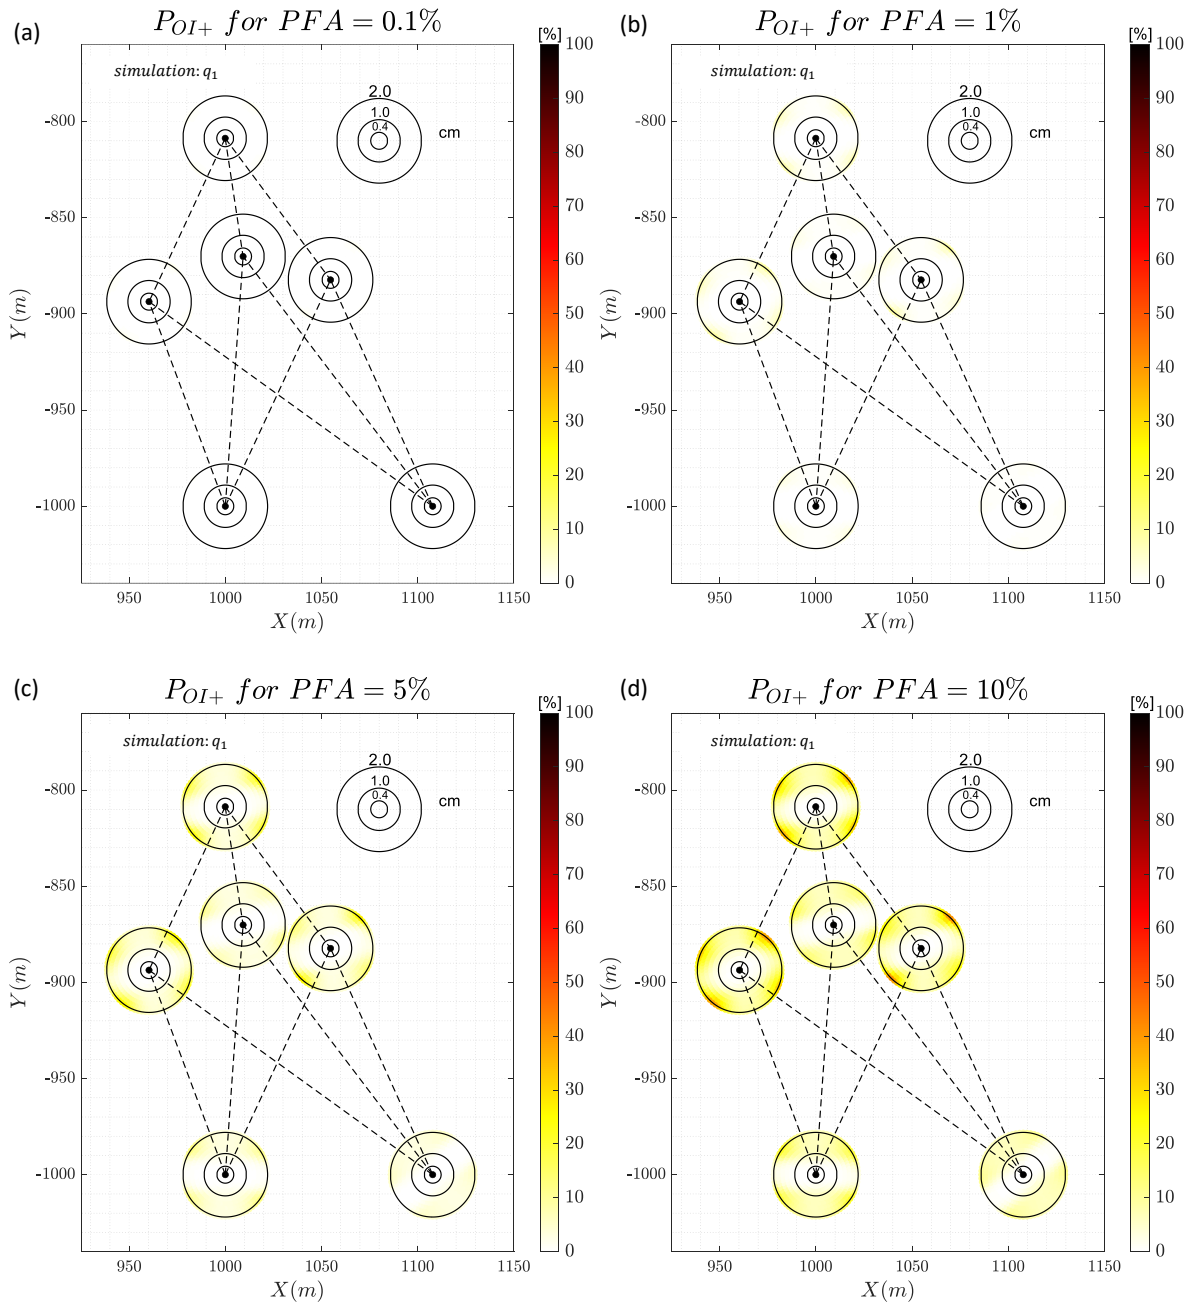 (a)
P_{OI+} for PFA = 0.1%
[%]
simulation: q_1
2.0
1.0
0.4
cm
-800
-850
-900
-950
-1000
Y(m)
950 1000 1050 1100 1150
X(m)
100
90
80
70
60
50
40
30
20
10
0
(b)
P_{OI+} for PFA = 1%
[%]
simulation: q_1
2.0
1.0
0.4
cm
-800
-850
-900
-950
-1000
Y(m)
950 1000 1050 1100 1150
X(m)
100
90
80
70
60
50
40
30
20
10
0
(c)
P_{OI+} for PFA = 5%
[%]
simulation: q_1
2.0
1.0
0.4
cm
-800
-850
-900
-950
-1000
Y(m)
950 1000 1050 1100 1150
X(m)
100
90
80
70
60
50
40
30
20
10
0
(d)
P_{OI+} for PFA = 10%
[%]
simulation: q_1
2.0
1.0
0.4
cm
-800
-850
-900
-950
-1000
Y(m)
950 1000 1050 1100 1150
X(m)
100
90
80
70
60
50
40
30
20
10
0